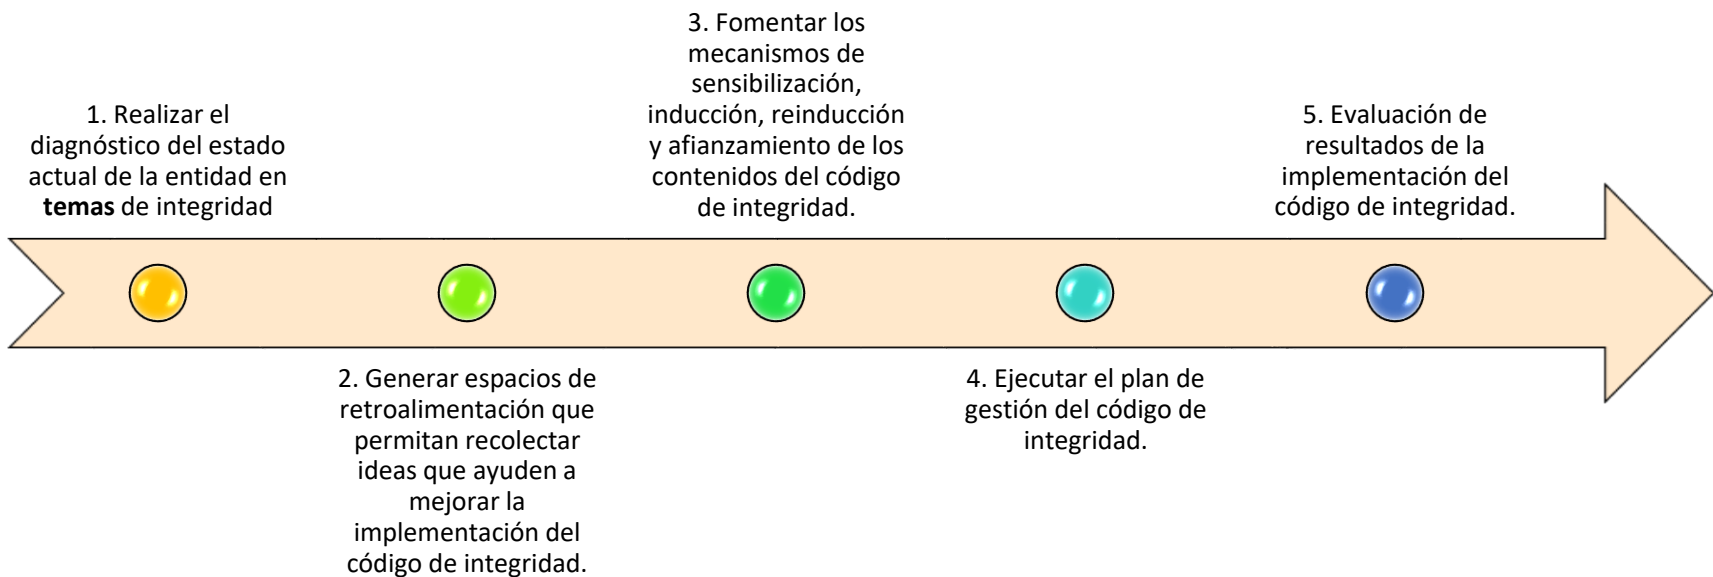 1. Realizar el
diagnóstico del estado
actual de la entidad en
temas de integridad
2. Generar espacios de
retroalimentación que
permitan recolectar
ideas que ayuden a
mejorar la
implementación del
código de integridad.
3. Fomentar los
mecanismos de
sensibilización,
inducción, reinducción
y afianzamiento de los
contenidos del código
de integridad.
4. Ejecutar el plan de
gestión del código de
integridad.
5. Evaluación de
resultados de la
implementación del
código de integridad.